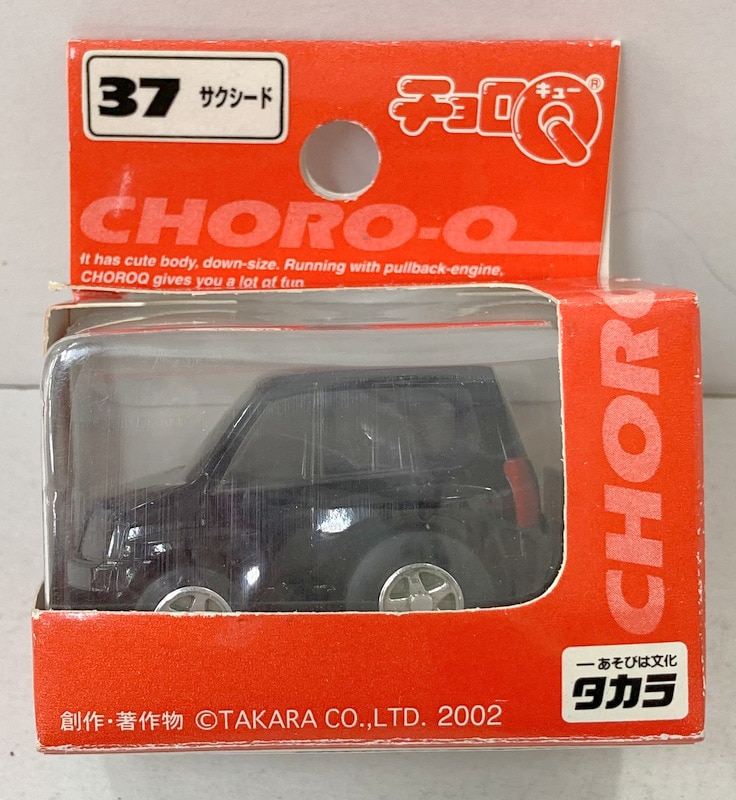 37 サクシード
チョロQ キュー ®
CHORO-Q
It has cute body, down-size. Running with pullback-engine,
CHOROQ gives you a lot of fun
CHORO
―あそびは文化
タカラ
創作・著作物 ©TAKARA CO.,LTD. 2002